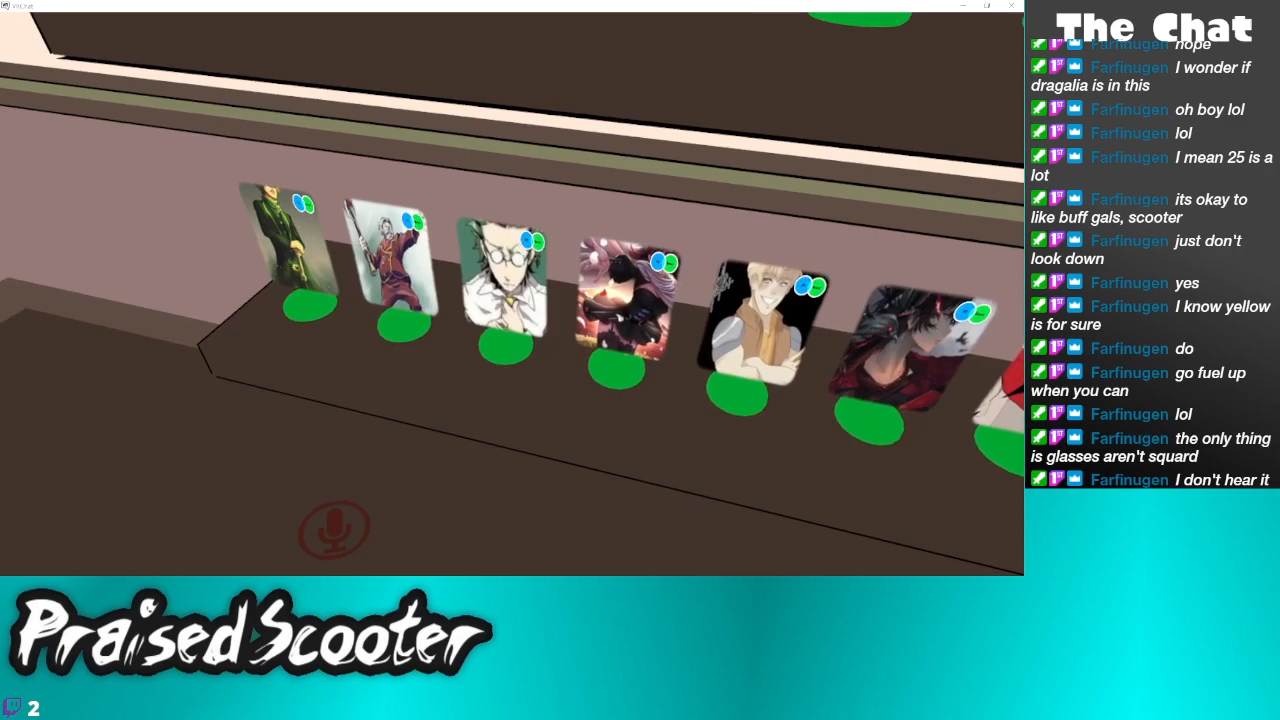 VRChat
The Chat
Farfinugen nope
Farfinugen I wonder if
dragalia is in this
Farfinugen oh boy lol
Farfinugen lol
Farfinugen I mean 25 is a
lot
Farfinugen its okay to
like buff gals, scooter
Farfinugen just don't
look down
Farfinugen yes
Farfinugen I know yellow
is for sure
Farfinugen do
Farfinugen go fuel up
when you can
Farfinugen lol
Farfinugen the only thing
is glasses aren't squard
Farfinugen I don't hear it
PraisedScooter
2